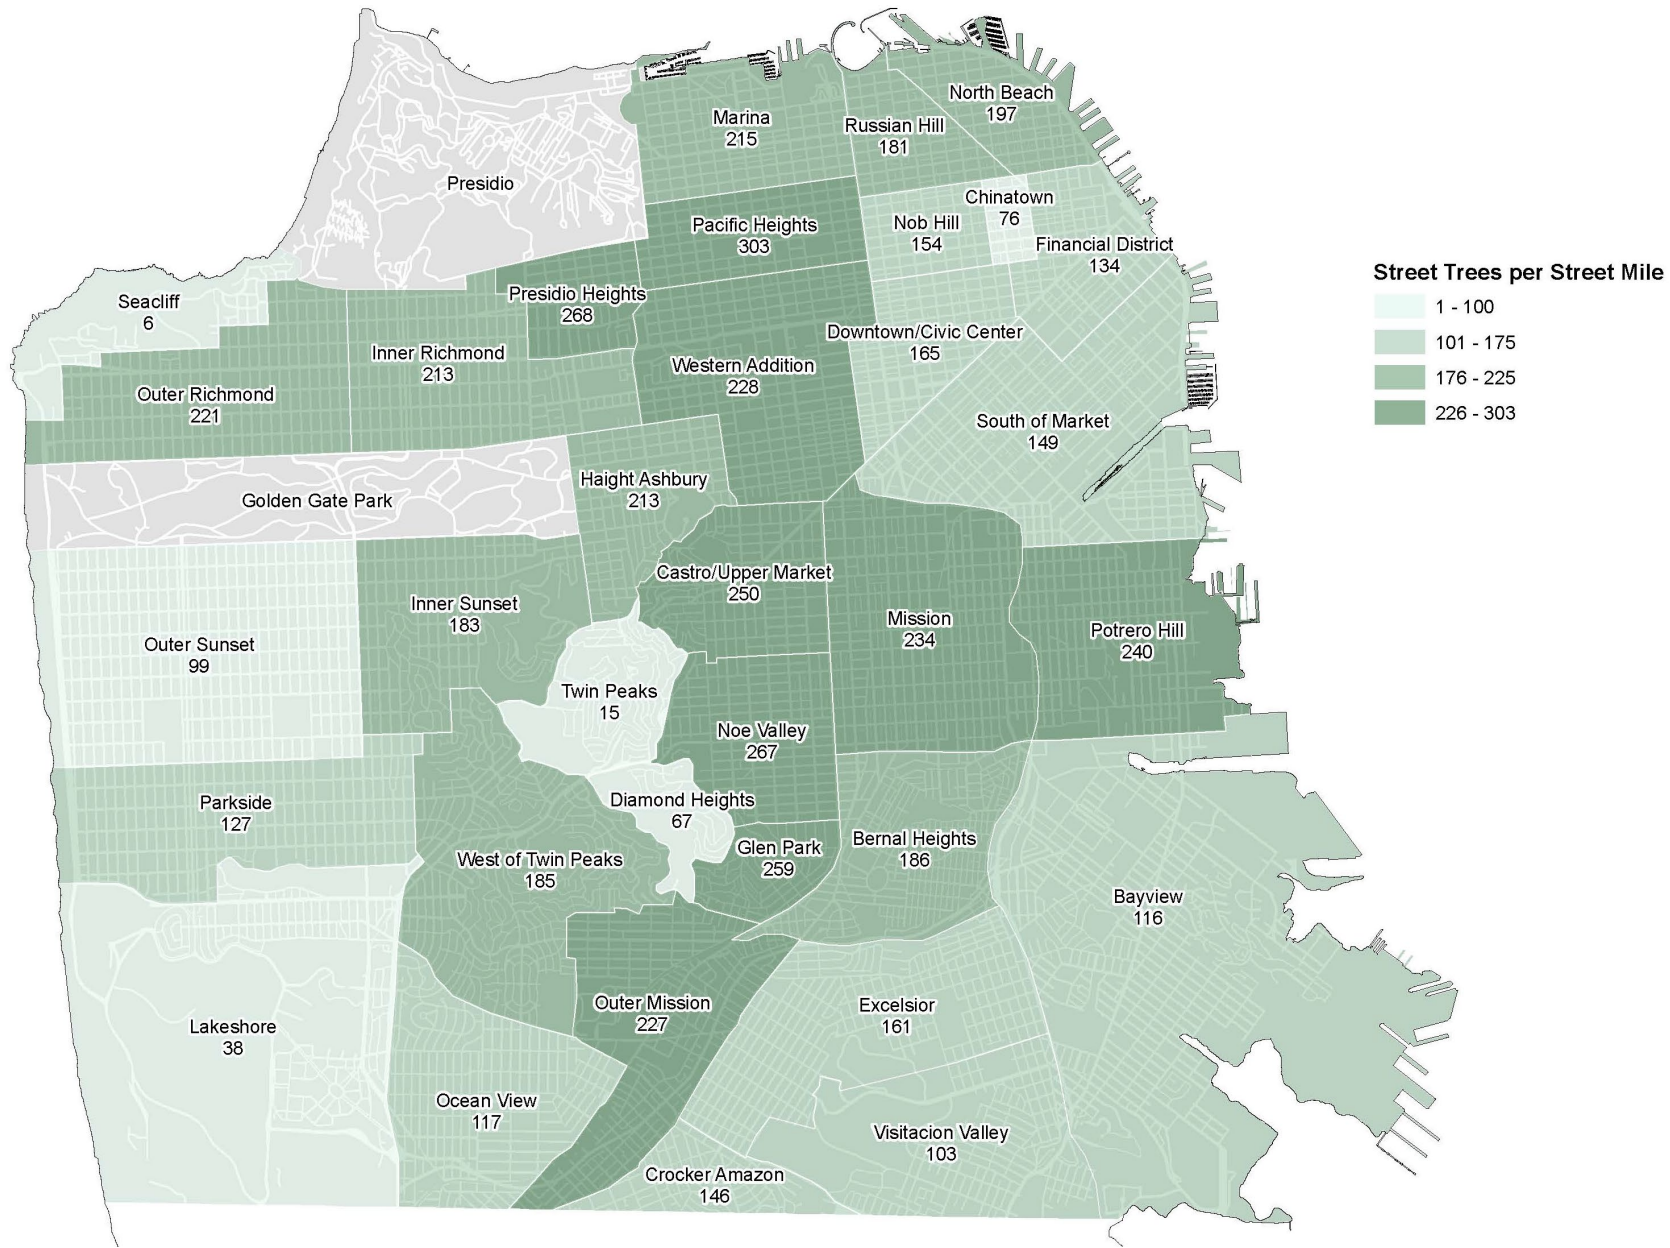 North Beach
197
Marina
215
Russian Hill
181
Presidio
Chinatown
76
Pacific Heights
303
Nob Hill
154
Financial District
134
Street Trees per Street Mile
1 - 100
101 - 175
176 - 225
226 - 303
Seacliff
6
Presidio Heights
268
Downtown/Civic Center
165
Inner Richmond
213
Western Addition
228
Outer Richmond
221
South of Market
149
Haight Ashbury
213
Golden Gate Park
Castro/Upper Market
250
Inner Sunset
183
Mission
234
Potrero Hill
240
Outer Sunset
99
Twin Peaks
15
Noe Valley
267
Parkside
127
Diamond Heights
67
Glen Park
259
Bernal Heights
186
West of Twin Peaks
185
Bayview
116
Outer Mission
227
Excelsior
161
Lakeshore
38
Ocean View
117
Visitacion Valley
103
Crocker Amazon
146